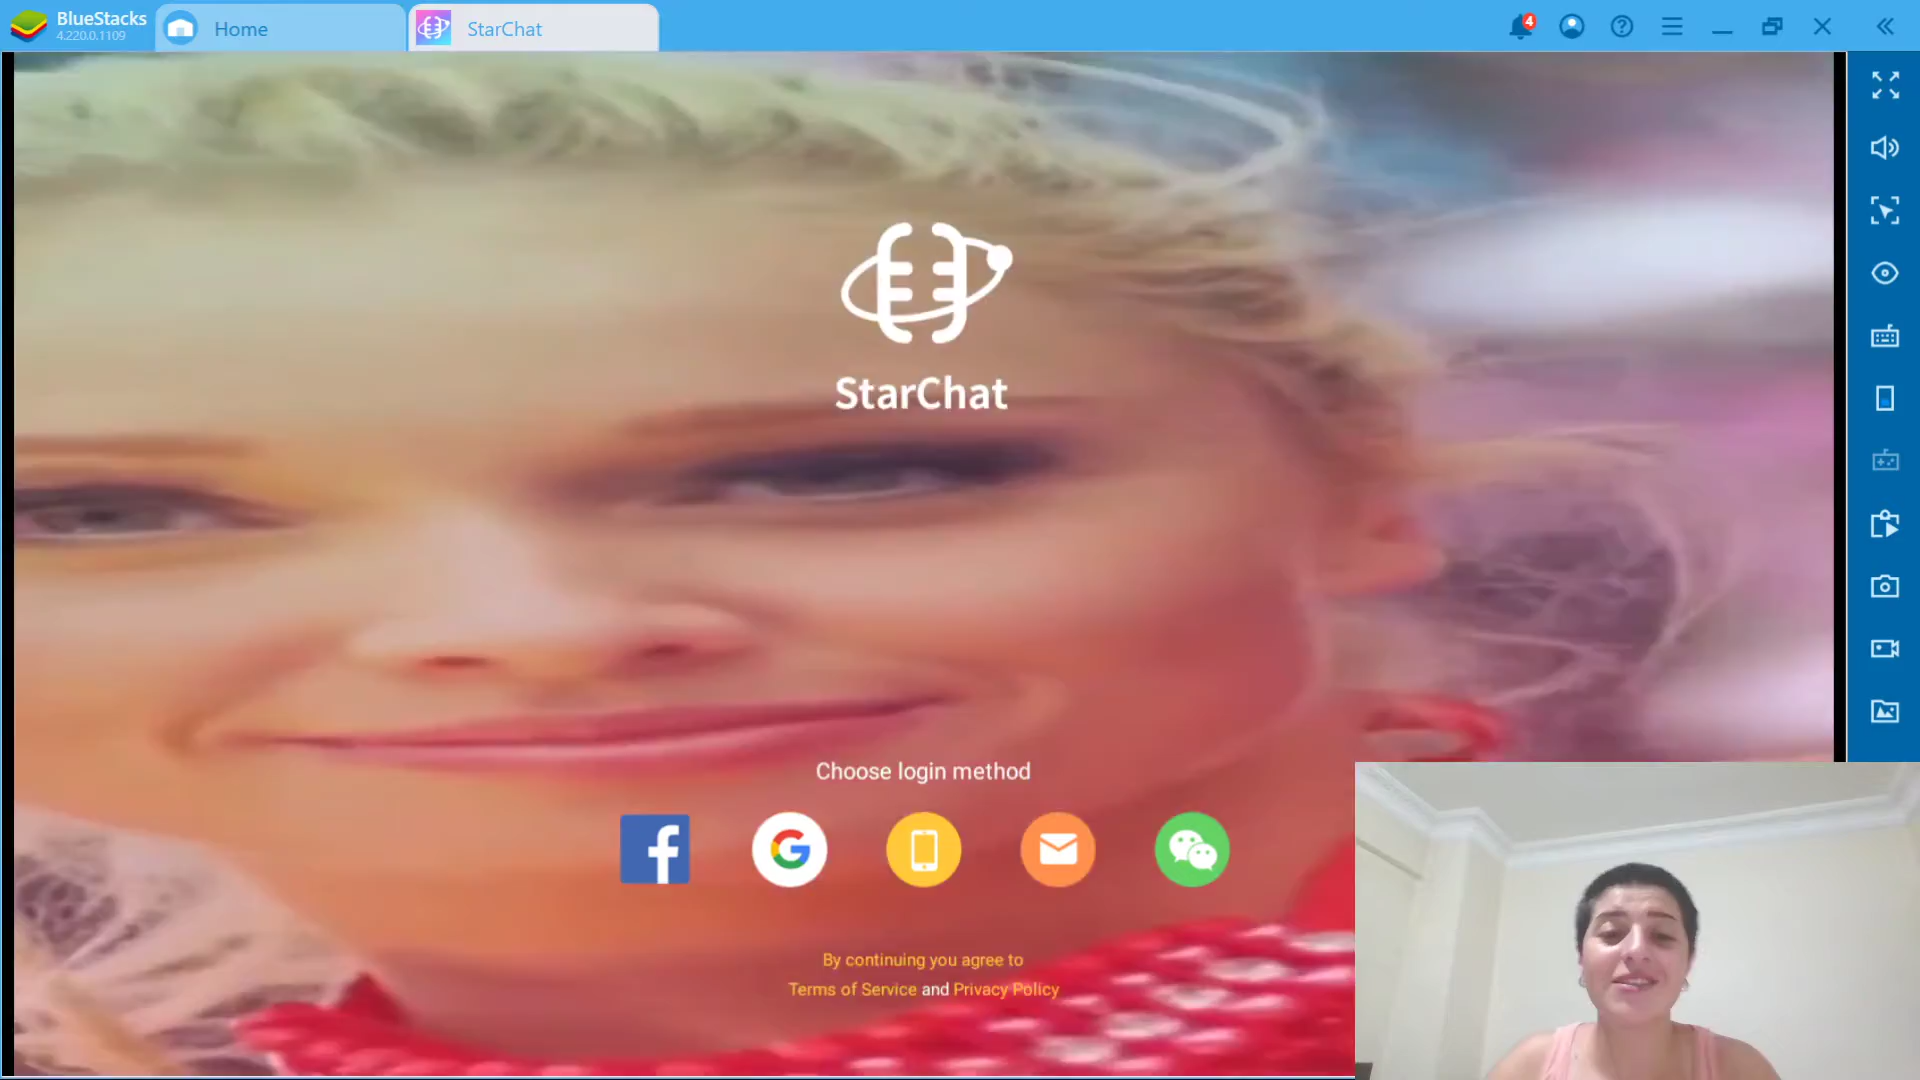 BlueStacks
4.220.0.1109
Home
StarChat
4
StarChat
Choose login method
By continuing you agree to
Terms of Service and Privacy Policy